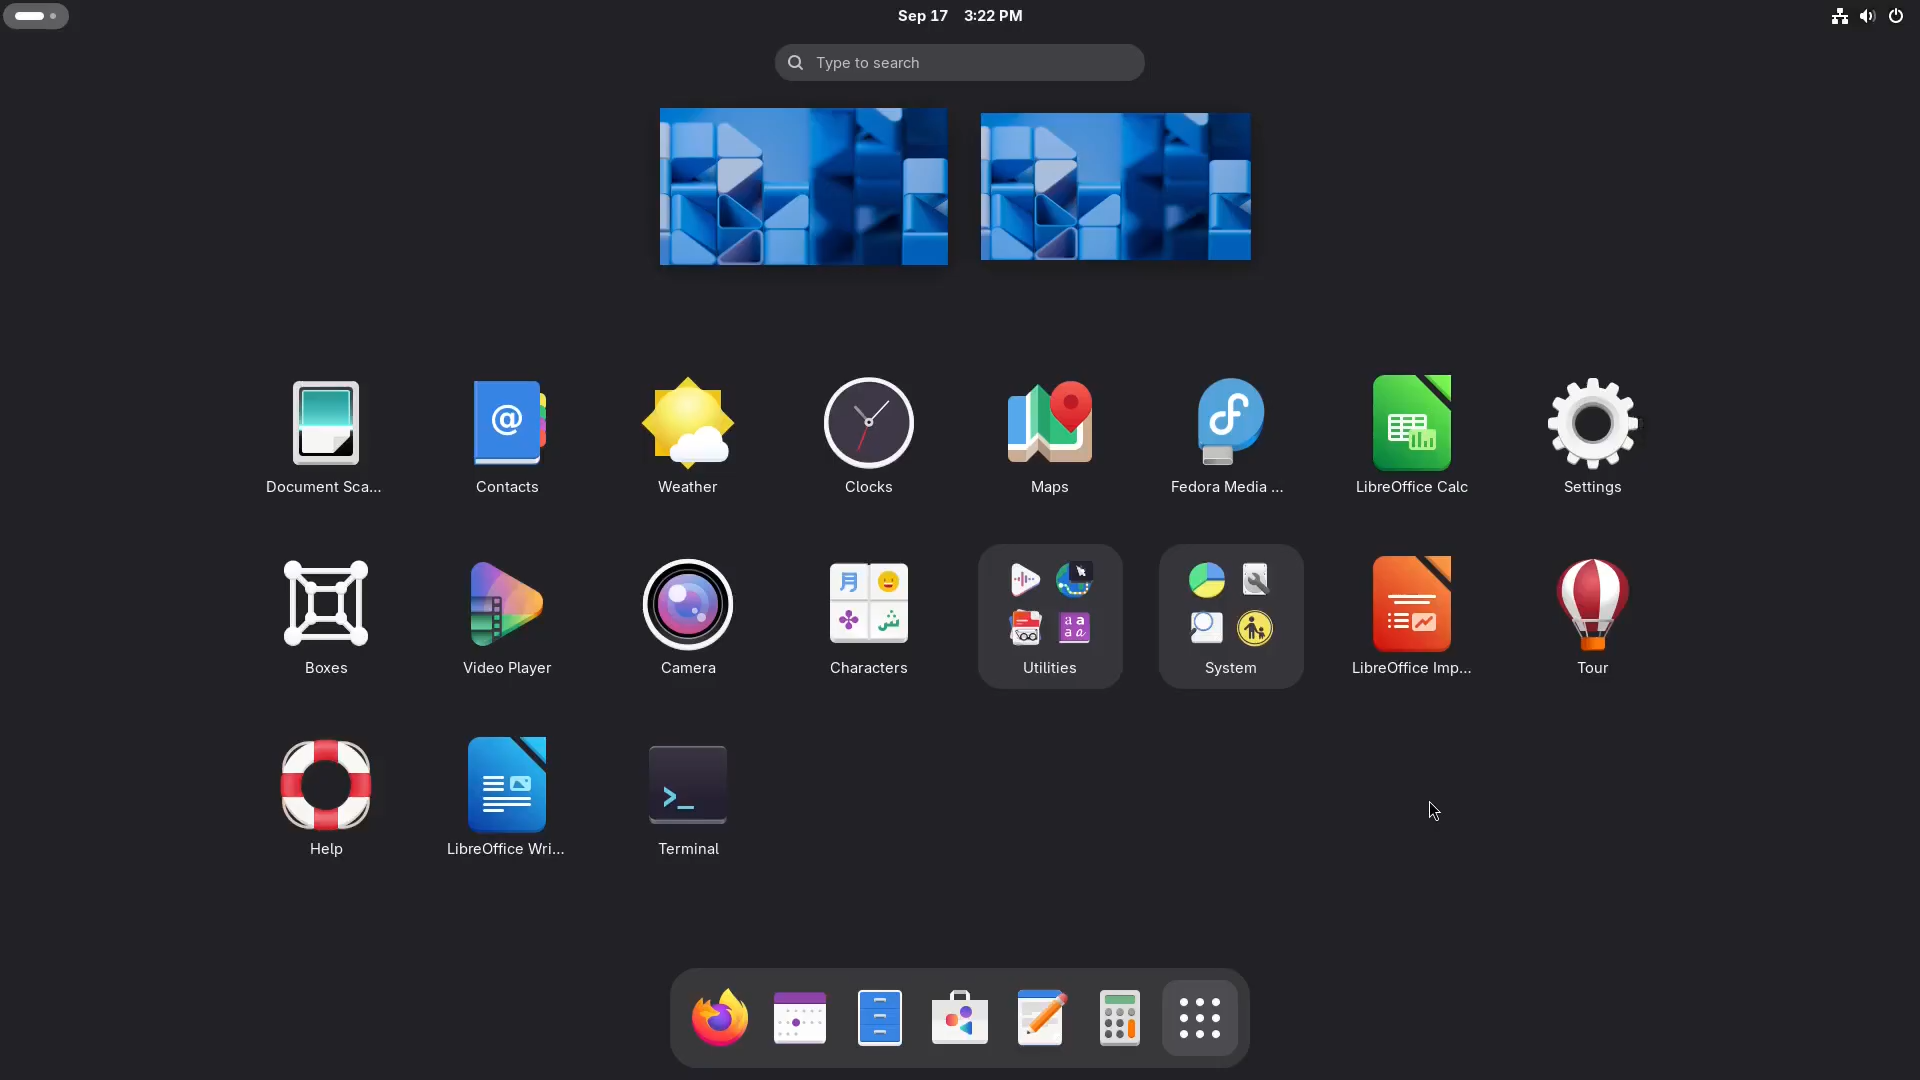 Sep 17 3:22 PM
Type to search
Document Sca...
Contacts
Weather
Clocks
Maps
Fedora Media ...
LibreOffice Calc
Settings
Boxes
Video Player
Camera
Characters
Utilities
System
LibreOffice Imp...
Tour
Help
LibreOffice Wri...
Terminal